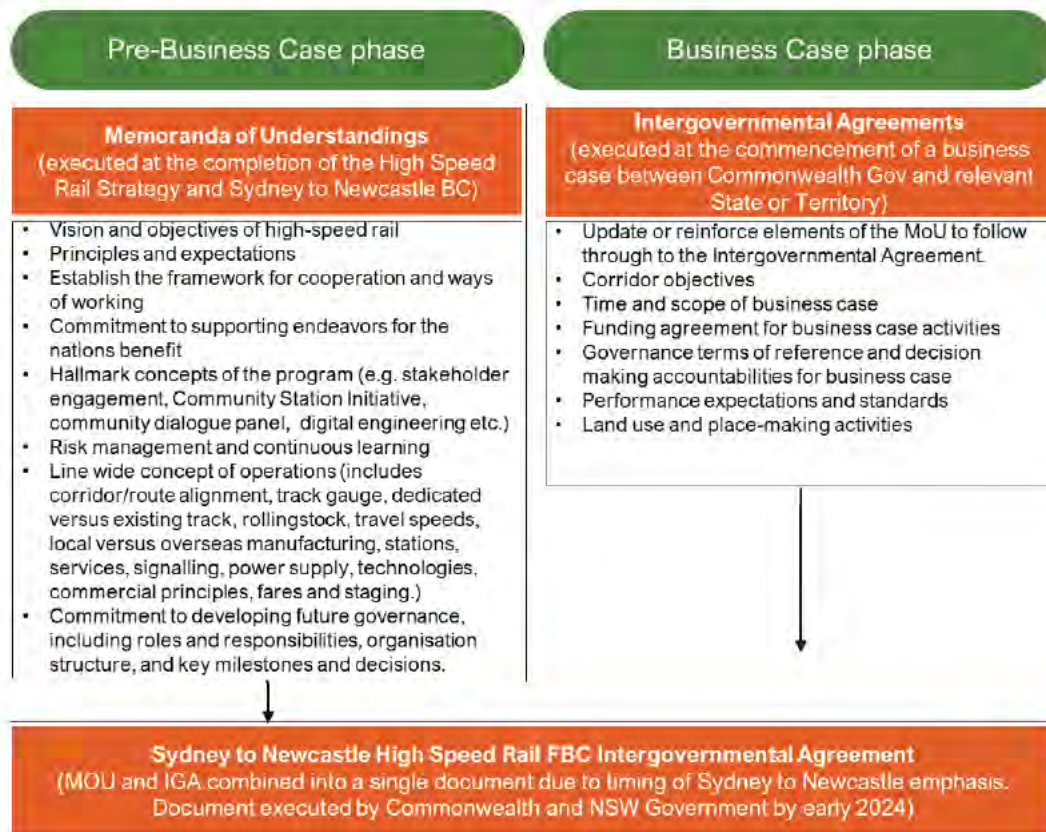 Pre-Business Case phase
Memoranda of Understandings
(executed at the completion of the High Speed
Rail Strategy and Sydney to Newcastle BC)
• Vision and objectives of high-speed rail
• Principles and expectations
• Establish the framework for cooperation and ways
of working
• Commitment to supporting endeavors for the
nations benefit
• Hallmark concepts of the program (e.g. stakeholder
engagement, Community Station Initiative,
community dialogue panel, digital engineering etc.)
• Risk management and continuous learning
• Line wide concept of operations (includes
corridor/route alignment, track gauge, dedicated
versus existing track, rollingstock, travel speeds,
local versus overseas manufacturing, stations,
services, signalling, power supply, technologies,
commercial principles, fares and staging.)
• Commitment to developing future governance,
including roles and responsibilities, organisation
structure, and key milestones and decisions.
Business Case phase
Intergovernmental Agreements
(executed at the commencement of a business
case between Commonwealth Gov and relevant
State or Territory)
• Update or reinforce elements of the MoU to follow
through to the Intergovernmental Agreement.
• Corridor objectives
• Time and scope of business case
• Funding agreement for business case activities
• Governance terms of reference and decision
making accountabilities for business case
• Performance expectations and standards
• Land use and place-making activities
Sydney to Newcastle High Speed Rail FBC Intergovernmental Agreement
(MOU and IGA combined into a single document due to timing of Sydney to Newcastle emphasis.
Document executed by Commonwealth and NSW Government by early 2024)